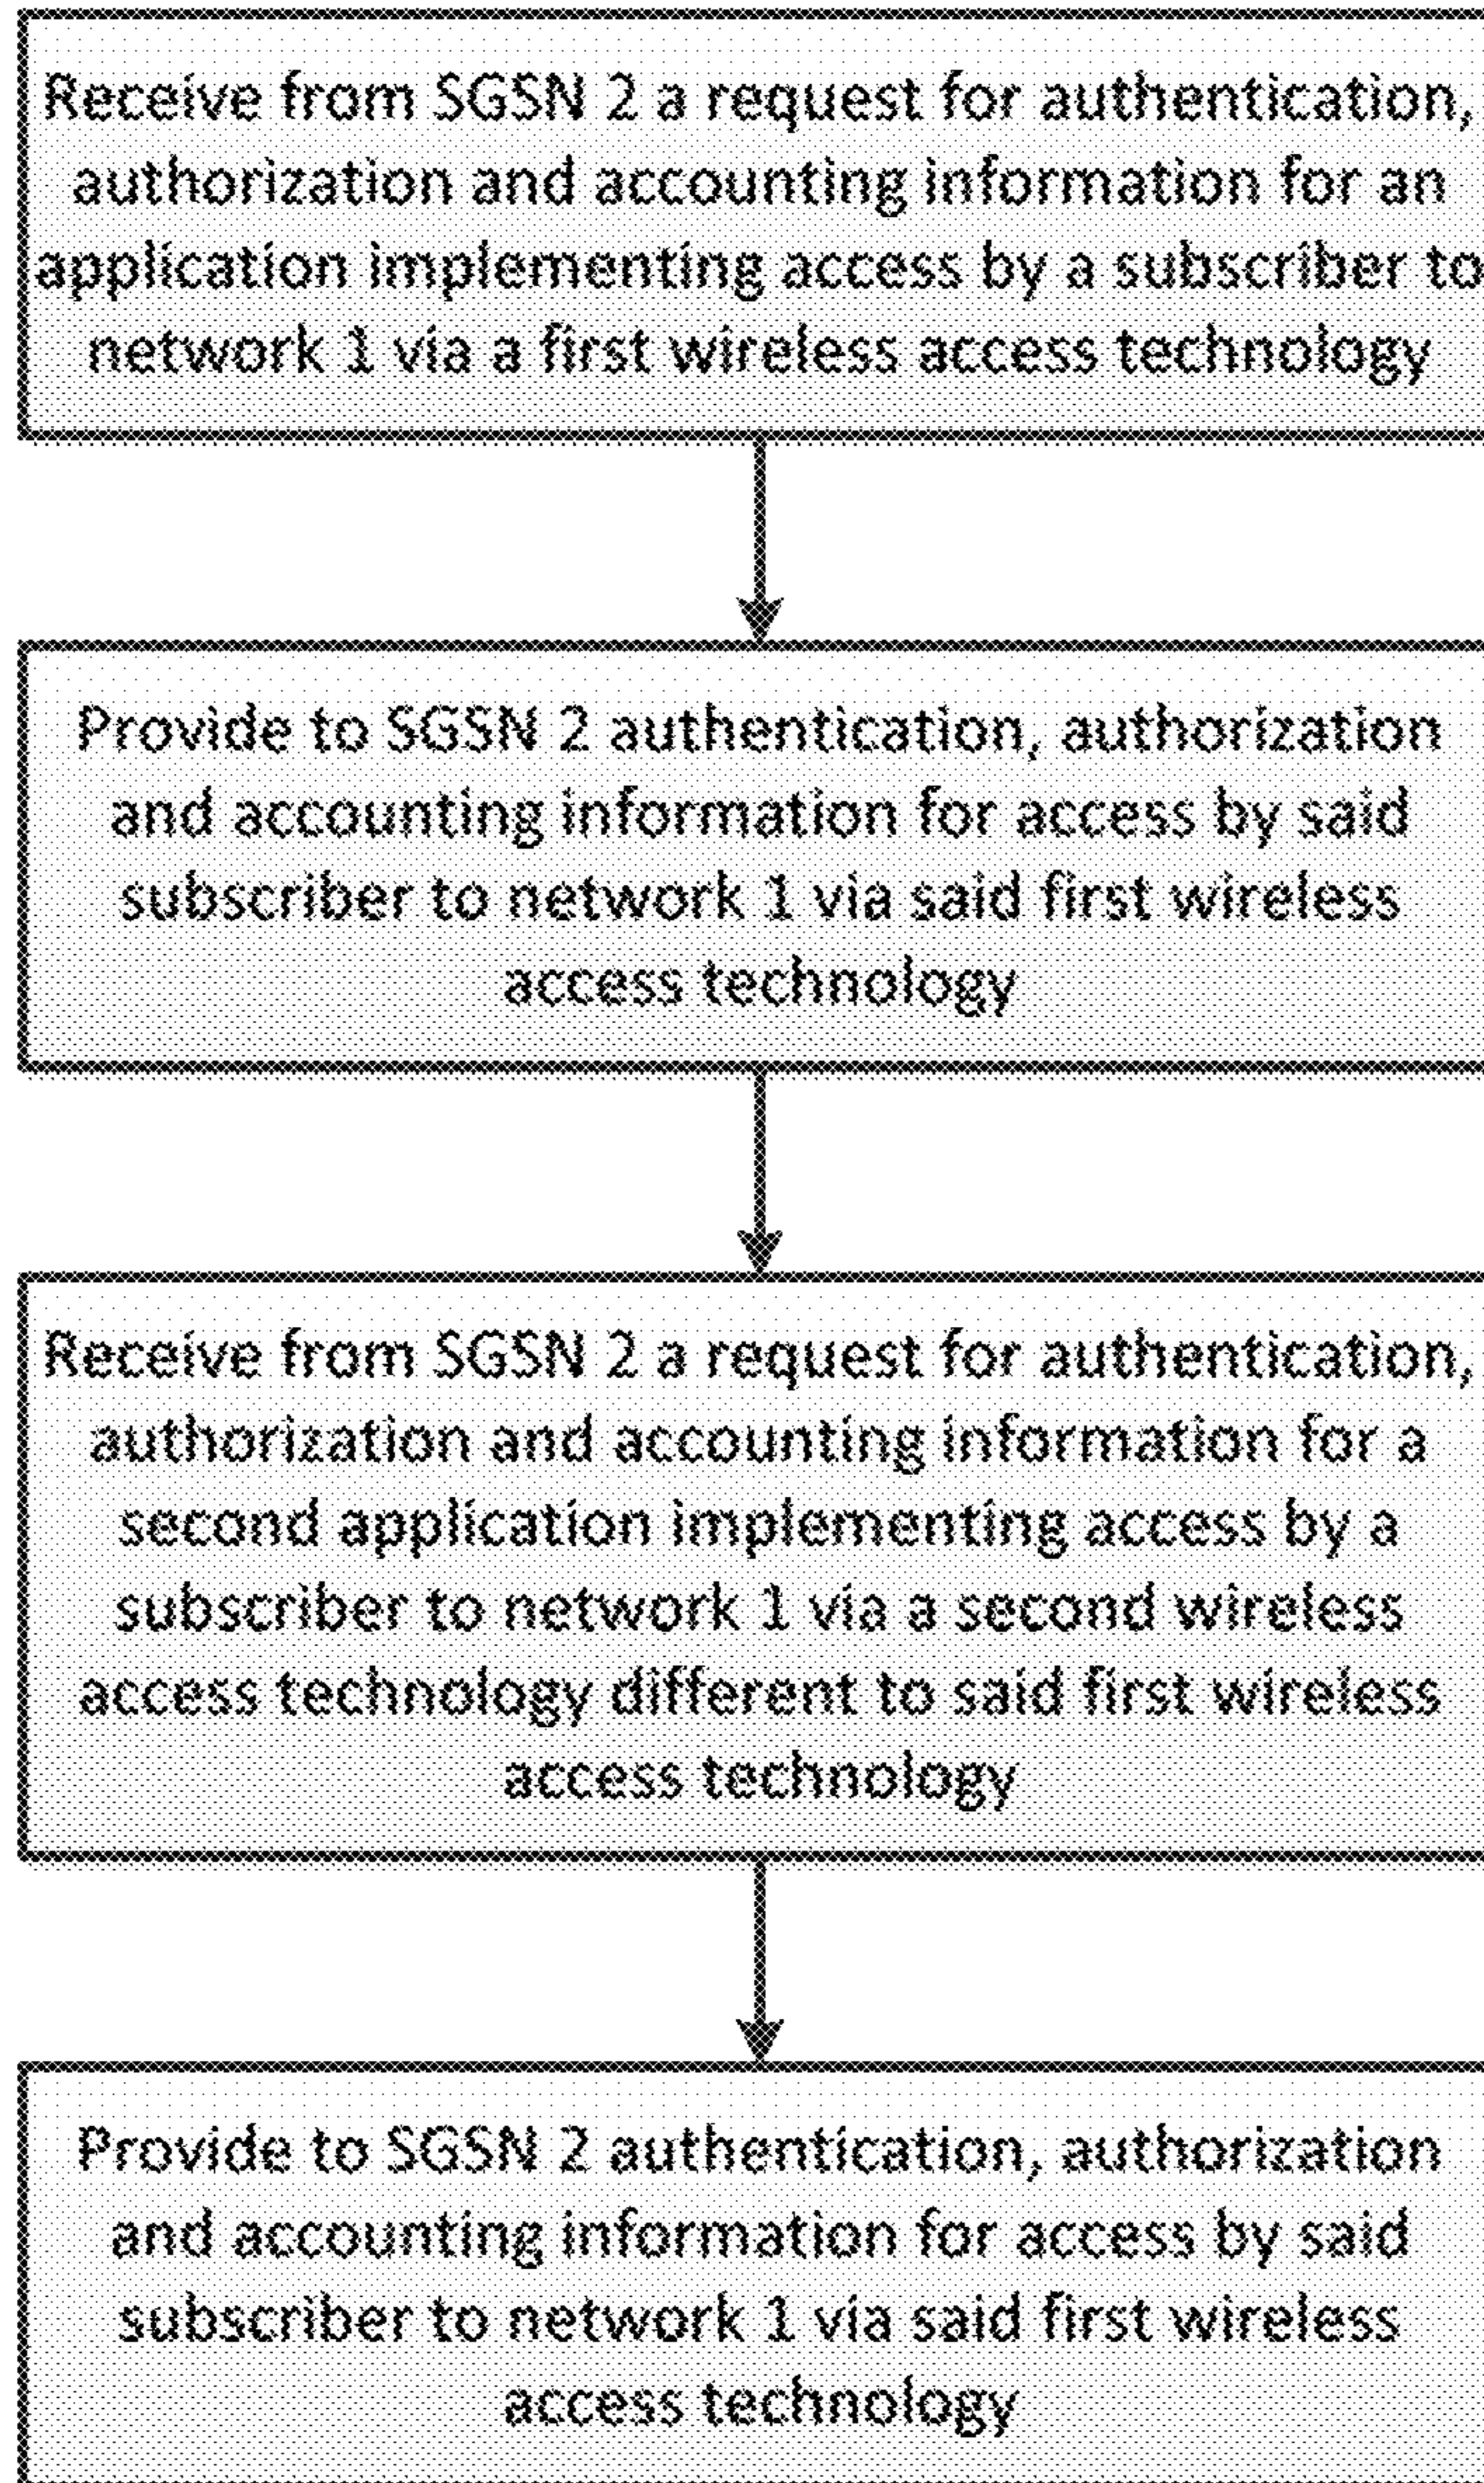 Receive from SGSN 2 a request for authentication,
authorization and accounting information for an
application implementing access by a subscriber to
network 1 via a first wireless access technology
Provide to SGSN 2 authentication, authorization
and accounting information for access by said
subscriber to network 1 via said first wireless
access technology
Receive from SGSN 2 a request for authentication,
authorization and accounting information for a
second application implementing access by a
subscriber to network 1 via a second wireless
access technology different to said first wireless
access technology
Provide to SGSN 2 authentication, authorization
and accounting information for access by said
subscriber to network 1 via said first wireless
access technology